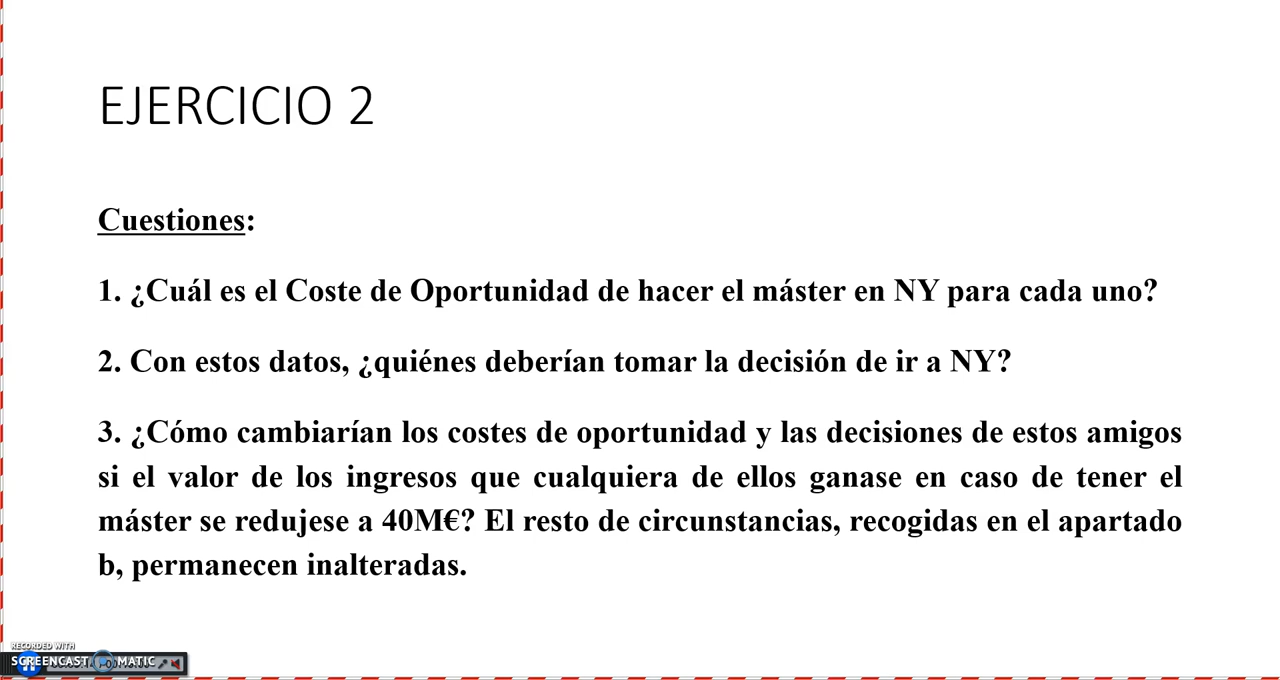 EJERCICIO 2
Cuestiones:
1. ¿Cuál es el Coste de Oportunidad de hacer el máster en NY para cada uno?
2. Con estos datos, ¿quiénes deberían tomar la decisión de ir a NY?
3. ¿Cómo cambiarían los costes de oportunidad y las decisiones de estos amigos
si el valor de los ingresos que cualquiera de ellos ganase en caso de tener el
máster se redujese a 40M€? El resto de circunstancias, recogidas en el apartado
b, permanecen inalteradas.
RECORDED WITH
SCREENCAST MATIC